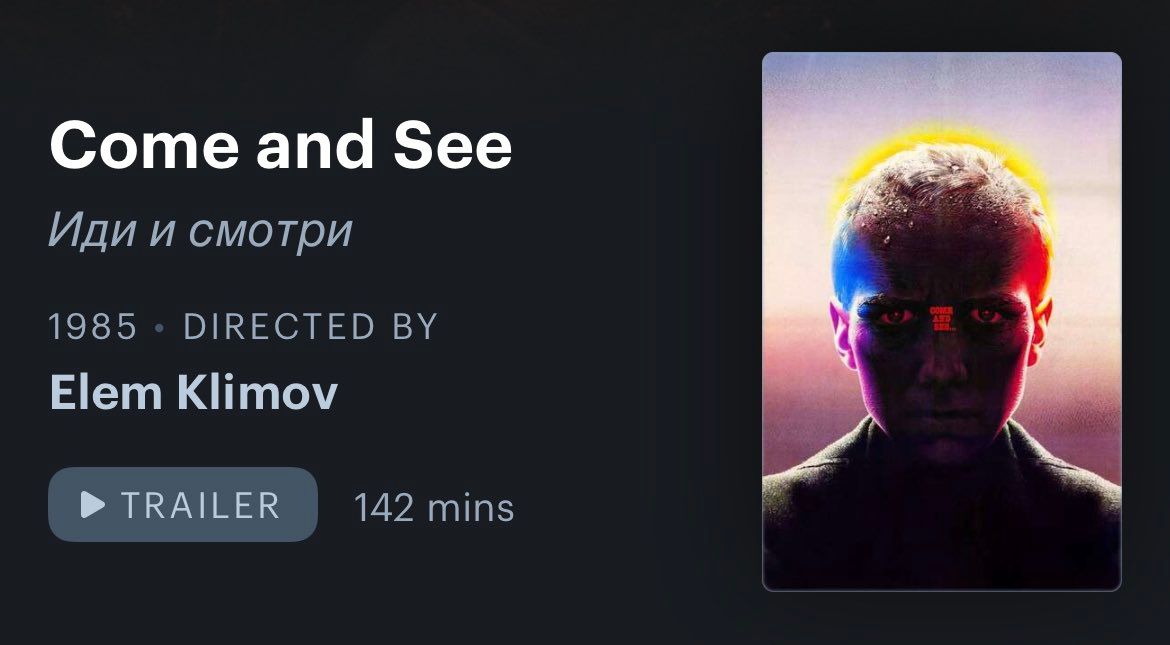 Come and See
Иди и смотри
1985 • DIRECTED BY
Elem Klimov
TRAILER
142 mins
COME
AND
SEE...